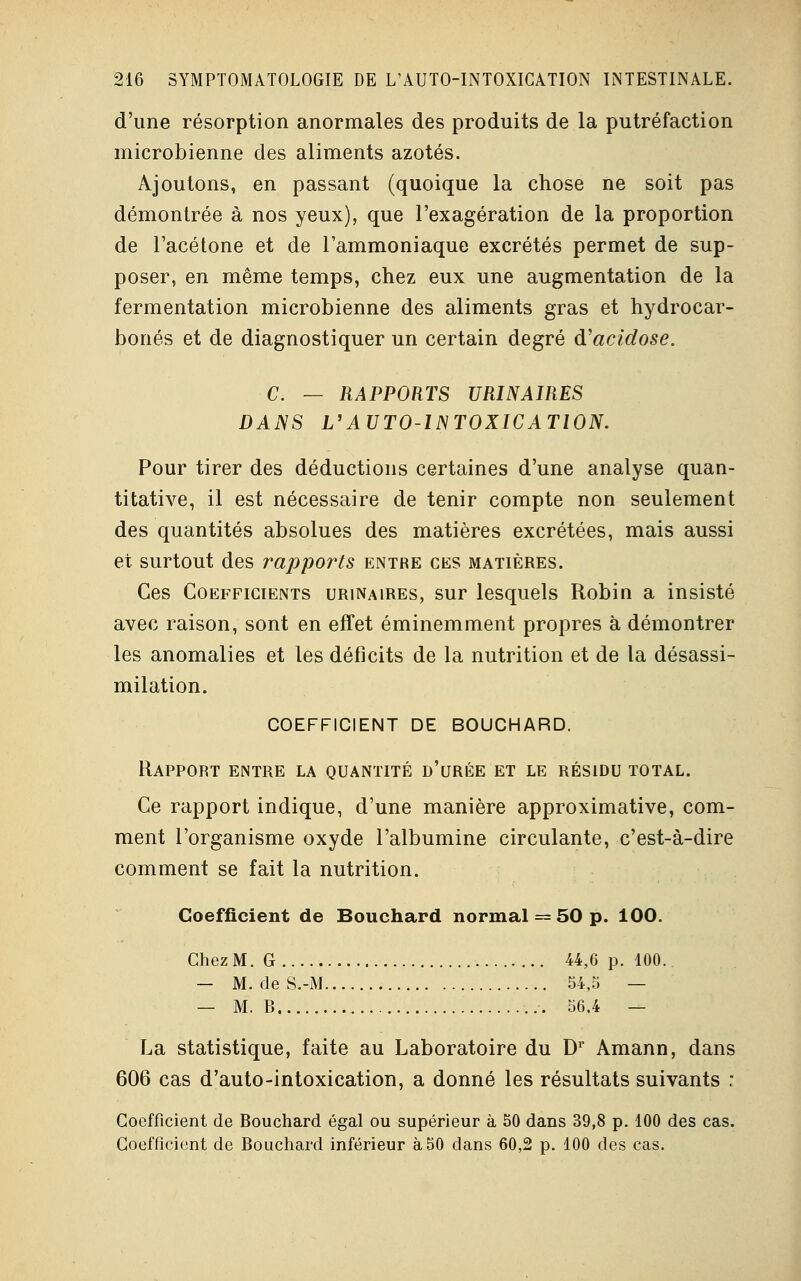 216 SYMPTOMATOLOGIE DE L'AUTO-INTOXICATION INTESTINALE.
d'une résorption anormales des produits de la putréfaction
microbienne des aliments azotés.
Ajoutons, en passant (quoique la chose ne soit pas
démontrée à nos yeux), que l'exagération de la proportion
de l'acétone et de l'ammoniaque excrétés permet de sup-
poser, en même temps, chez eux une augmentation de la
fermentation microbienne des aliments gras et hydrocar-
bonés et de diagnostiquer un certain degré d'acidose.
C. — RAPPORTS URINAIRES
DANS L'AUTO-INTOXICATION.
Pour tirer des déductions certaines d'une analyse quan-
titative, il est nécessaire de tenir compte non seulement
des quantités absolues des matières excrétées, mais aussi
et surtout des rapports ENTRE CES MATIÈRES.
Ces COEFFICIENTS URINAIRES, sur lesquels Robin a insisté
avec raison, sont en effet éminemment propres à démontrer
les anomalies et les déficits de la nutrition et de la désassi-
milation.
COEFFICIENT DE BOUCHARD.
RAPPORT ENTRE LA QUANTITÉ D'URÉE ET LE RÉSIDU TOTAL.
Ce rapport indique, d'une manière approximative, com-
ment l'organisme oxyde l'albumine circulante, c'est-à-dire
comment se fait la nutrition.
Coefficient de Bouchard normal = 50 p. 100.
Chez M. G........................ 44,6 p. 100.
— M. de S.-M........................ 54,5 —
— M. B........................ 56,4 —
La statistique, faite au Laboratoire du Dr Amann, dans
606 cas d'auto-intoxication, a donné les résultats suivants :
Coefficient de Bouchard égal ou supérieur à 50 dans 39,8 p. 100 des cas.
Coefficient de Bouchard inférieur à 50 dans 60,2 p. 100 des cas.